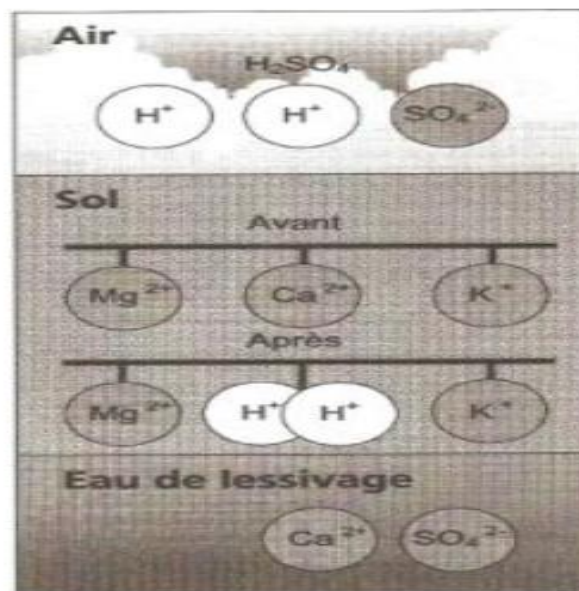 Air
H₂SO₄
H⁺ H⁺ SO₄²⁻
Sol
Avant
Mg²⁺ Ca²⁺ K⁺
Après
Mg²⁺ H⁺ H⁺ K⁺
Eau de lessivage
Ca²⁺ SO₄²⁻